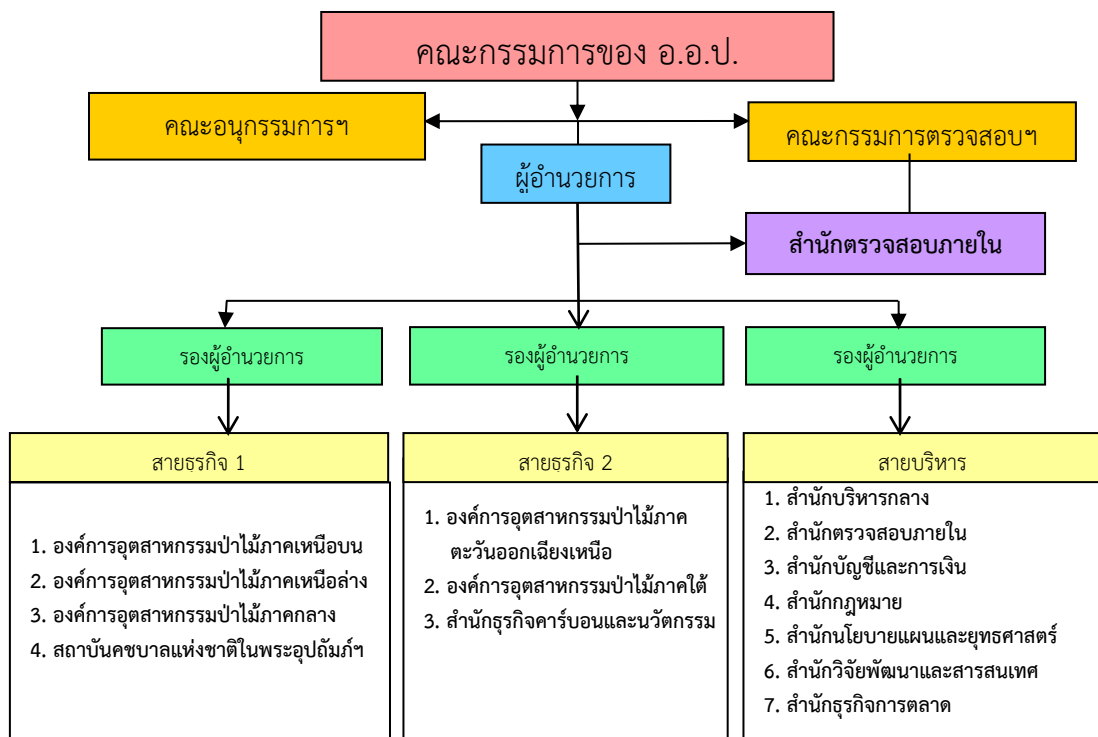 คณะกรรมการของ อ.อ.ป.
คณะอนุกรรมการฯ
คณะกรรมการตรวจสอบฯ
ผู้อำนวยการ
สำนักตรวจสอบภายใน
รองผู้อำนวยการ
รองผู้อำนวยการ
รองผู้อำนวยการ
สายธุรกิจ 1
1. องค์การอุตสาหกรรมป่าไม้ภาคเหนือบน
2. องค์การอุตสาหกรรมป่าไม้ภาคเหนือล่าง
3. องค์การอุตสาหกรรมป่าไม้ภาคกลาง
4. สถาบันคชบาลแห่งชาติในพระอุปถัมภ์ฯ
สายธุรกิจ 2
1. องค์การอุตสาหกรรมป่าไม้ภาค
ตะวันออกเฉียงเหนือ
2. องค์การอุตสาหกรรมป่าไม้ภาคใต้
3. สำนักธุรกิจคาร์บอนและนวัตกรรม
สายบริหาร
1. สำนักบริหารกลาง
2. สำนักตรวจสอบภายใน
3. สำนักบัญชีและการเงิน
4. สำนักกฎหมาย
5. สำนักนโยบายแผนและยุทธศาสตร์
6. สำนักวิจัยพัฒนาและสารสนเทศ
7. สำนักธุรกิจการตลาด